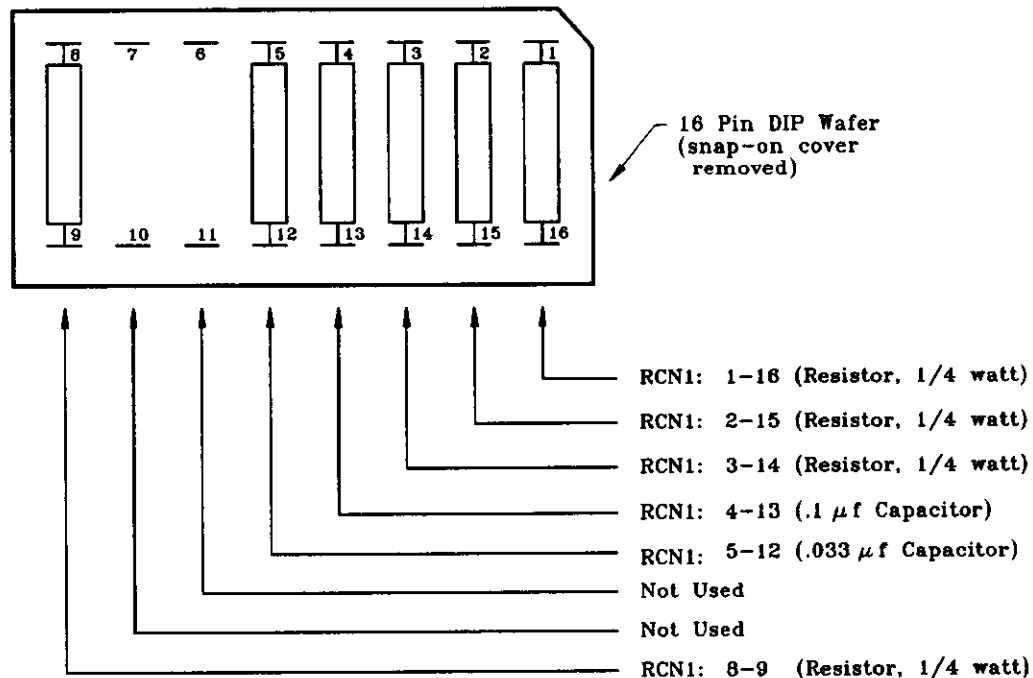 8 7 6 5 4 3 2 1
16 Pin DIP Wafer
(snap-on cover
removed)
9 10 11 12 13 14 15 16
RCN1: 1-16 (Resistor, 1/4 watt)
RCN1: 2-15 (Resistor, 1/4 watt)
RCN1: 3-14 (Resistor, 1/4 watt)
RCN1: 4-13 (.1 μf Capacitor)
RCN1: 5-12 (.033 μf Capacitor)
Not Used
Not Used
RCN1: 8-9 (Resistor, 1/4 watt)